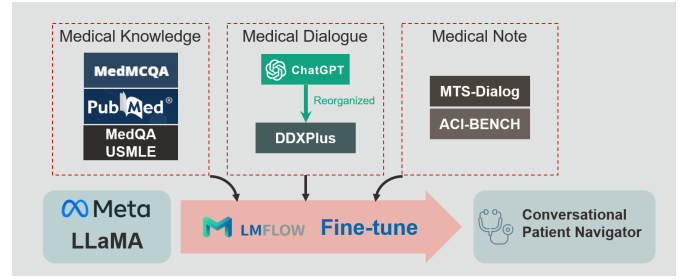 Medical Knowledge
MedMCQA
PubMed®
MedQA
USMLE
Medical Dialogue
ChatGPT
Reorganized
DDXPlus
Medical Note
MTS-Dialog
ACI-BENCH
Meta
LLaMA
LMFLOW Fine-tune
Conversational
Patient Navigator